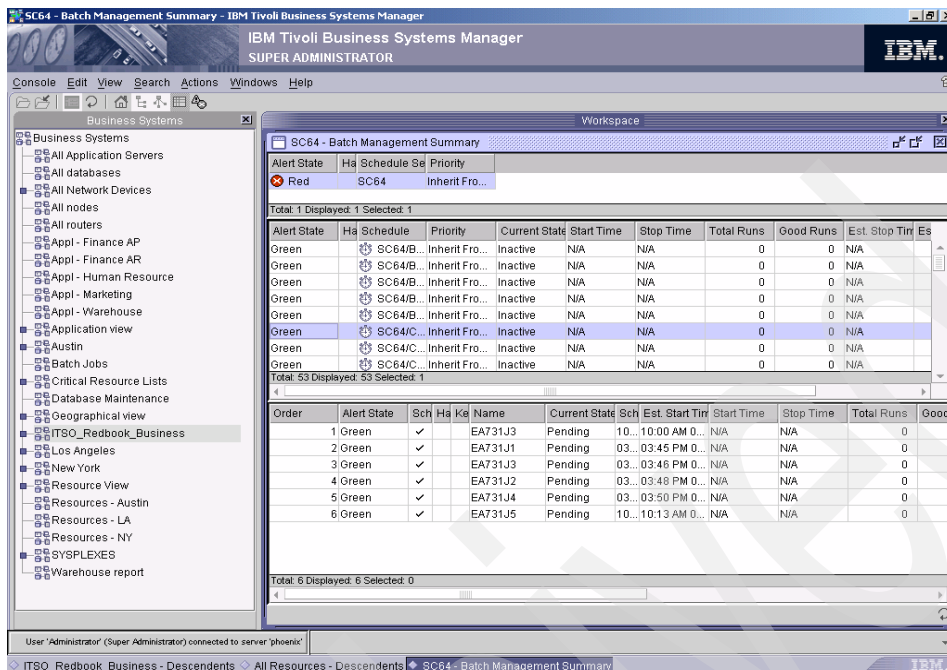 SC64 - Batch Management Summary - IBM Tivoli Business Systems Manager
IBM Tivoli Business Systems Manager
SUPER ADMINISTRATOR
IBM.
Console Edit View Search Actions Windows Help
Business Systems
Business Systems
All Application Servers
All databases
All Network Devices
All nodes
All routers
Appl - Finance AP
Appl - Finance AR
Appl - Human Resource
Appl - Marketing
Appl - Warehouse
Application view
Austin
Batch Jobs
Critical Resource Lists
Database Maintenance
Geographical view
ITSO_Redbook_Business
Los Angeles
New York
Resource View
Resources - Austin
Resources - LA
Resources - NY
SYSPLEXES
Warehouse report
Workspace
SC64 - Batch Management Summary
Alert State Ha Schedule Se Priority
Red SC64 Inherit Fro...
Total: 1 Displayed: 1 Selected: 1
Alert State Ha Schedule Priority Current State Start Time Stop Time Total Runs Good Runs Est. Stop Tim Es
Green SC64/B... Inherit Fro... Inactive N/A N/A 0 0 N/A
Green SC64/B... Inherit Fro... Inactive N/A N/A 0 0 N/A
Green SC64/B... Inherit Fro... Inactive N/A N/A 0 0 N/A
Green SC64/B... Inherit Fro... Inactive N/A N/A 0 0 N/A
Green SC64/B... Inherit Fro... Inactive N/A N/A 0 0 N/A
Green SC64/C... Inherit Fro... Inactive N/A N/A 0 0 N/A
Green SC64/C... Inherit Fro... Inactive N/A N/A 0 0 N/A
Green SC64/C... Inherit Fro... Inactive N/A N/A 0 0 N/A
Total: 53 Displayed: 53 Selected: 1
Order Alert State Sch Ha Ke Name Current State Sch Est. Start Tim Start Time Stop Time Total Runs Good
1 Green EA731J3 Pending 10... 10:00 AM 0... N/A N/A 0
2 Green EA731J1 Pending 03... 03:45 PM 0... N/A N/A 0
3 Green EA731J3 Pending 03... 03:46 PM 0... N/A N/A 0
4 Green EA731J2 Pending 03... 03:48 PM 0... N/A N/A 0
5 Green EA731J4 Pending 03... 03:50 PM 0... N/A N/A 0
6 Green EA731J5 Pending 10... 10:13 AM 0... N/A N/A 0
Total: 6 Displayed: 6 Selected: 0
User 'Administrator' (Super Administrator) connected to server 'phoenix'
ITSO_Redbook_Business - Descendents All Resources - Descendents SC64 - Batch Management Summary IBM